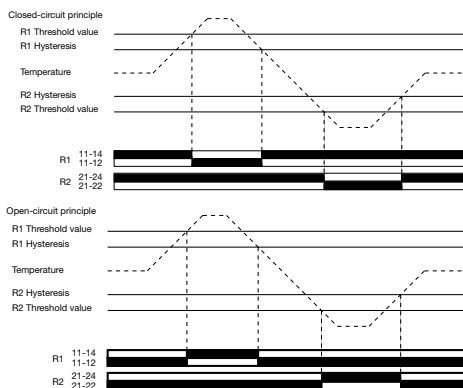 Closed-circuit principle
R1 Threshold value
R1 Hysteresis
Temperature
R2 Hysteresis
R2 Threshold value
R1 11-14
11-12
R2 21-24
21-22
Open-circuit principle
R1 Threshold value
R1 Hysteresis
Temperature
R2 Hysteresis
R2 Threshold value
R1 11-14
11-12
R2 21-24
21-22